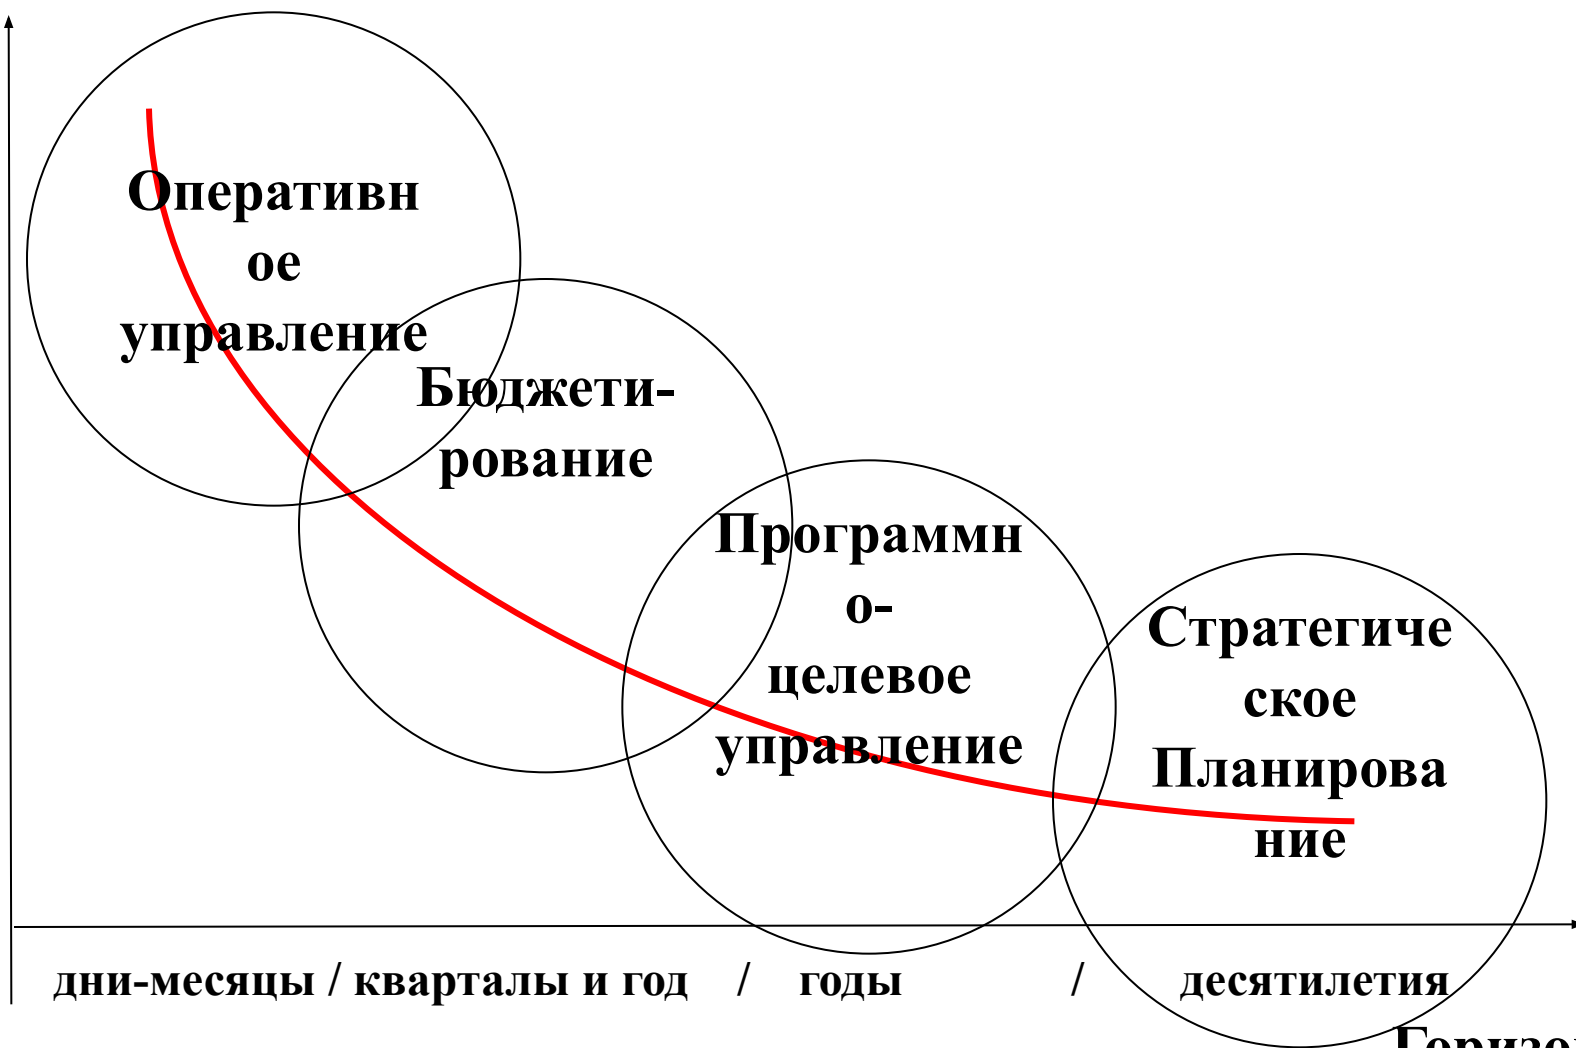 Оперативн
ое
управление
Бюджети-
рование
Программн
о-
целевое
управление
Стратегиче
ское
Планирова
ние
дни-месяцы / кварталы и год / годы / десятилетия